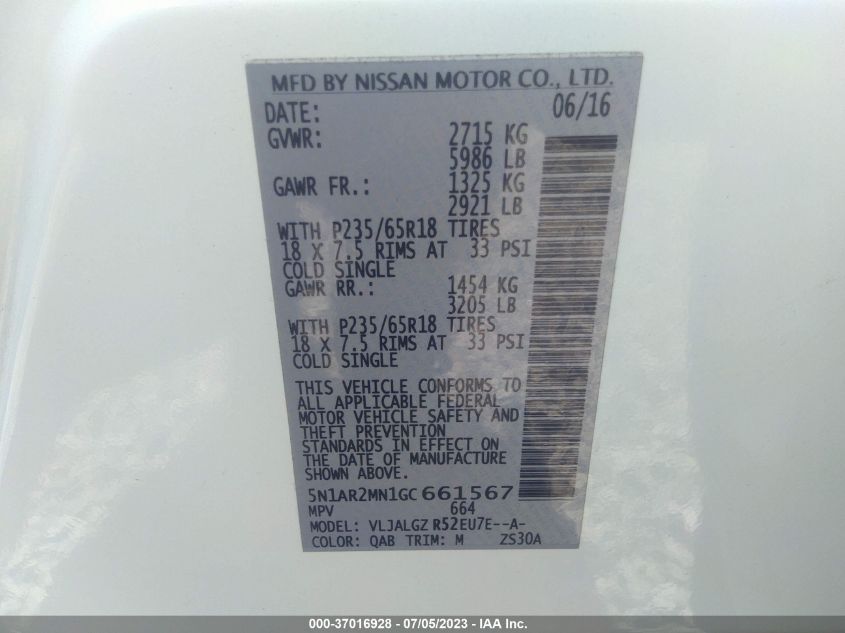 MFD BY NISSAN MOTOR CO., LTD.
DATE: 06/16
GVWR: 2715 KG
5986 LB
GAWR FR.: 1325 KG
2921 LB
WITH P235/65R18 TIRES
18 X 7.5 RIMS AT 33 PSI
COLD SINGLE
GAWR RR.: 1454 KG
3205 LB
WITH P235/65R18 TIRES
18 X 7.5 RIMS AT 33 PSI
COLD SINGLE
THIS VEHICLE CONFORMS TO
ALL APPLICABLE FEDERAL
MOTOR VEHICLE SAFETY AND
THEFT PREVENTION
STANDARDS IN EFFECT ON
THE DATE OF MANUFACTURE
SHOWN ABOVE.
5N1AR2MN1GC661567
MPV 664
MODEL: VLJALGZ R52EU7E--A-
COLOR: QAB TRIM: M ZS30A
000-37016928 - 07/05/2023 - IAA Inc.